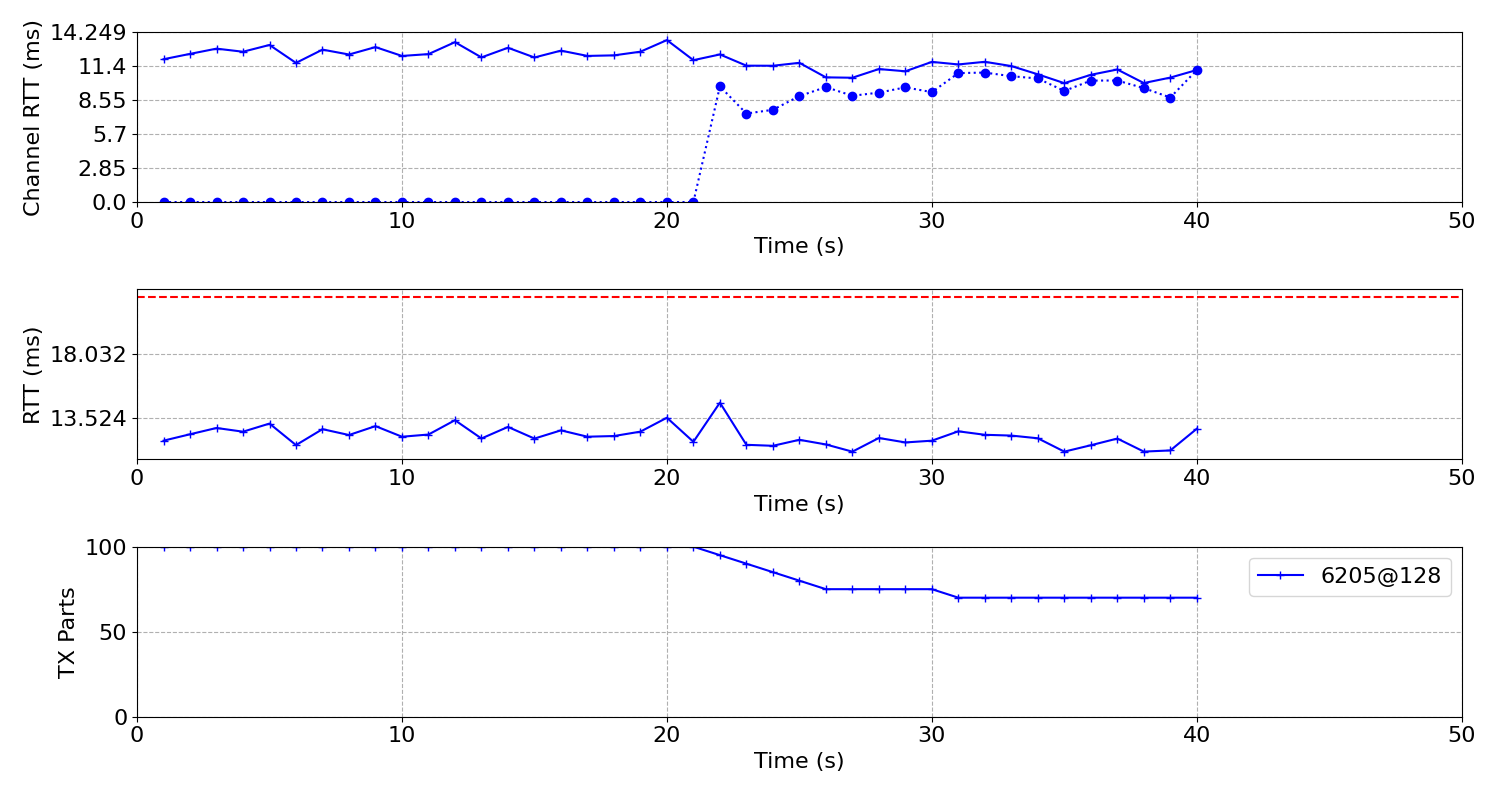 Channel RTT (ms)
14.249
11.4
8.55
5.7
2.85
0.0
0 10 20 30 40 50
Time (s)
RTT (ms)
18.032
13.524
0 10 20 30 40 50
Time (s)
TX Parts
100
50
0
6205@128
0 10 20 30 40 50
Time (s)